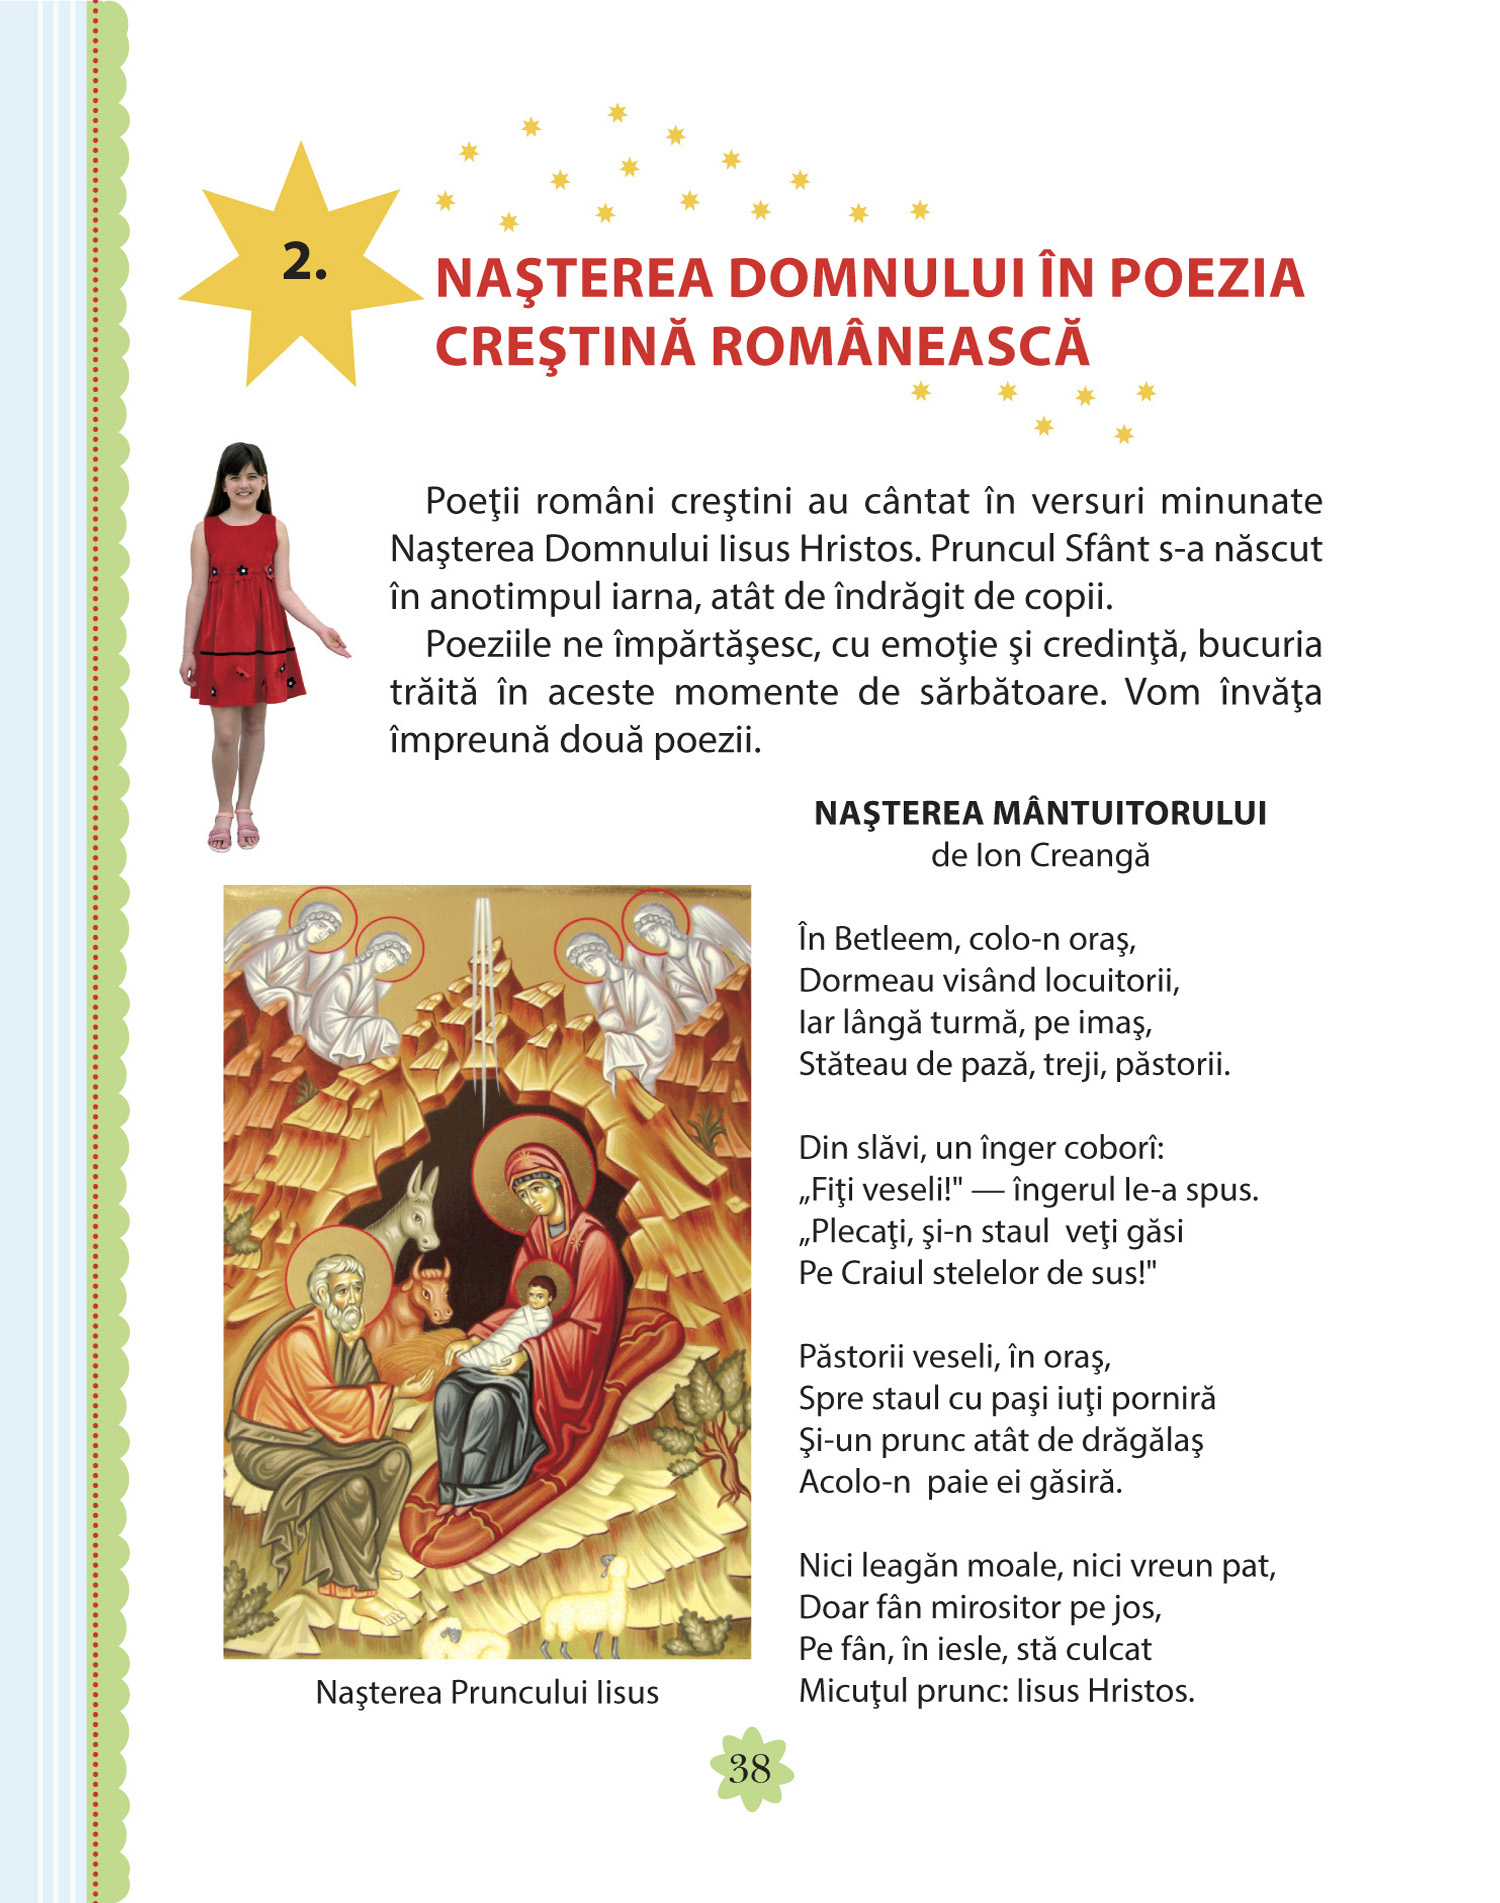 2.
NAŞTEREA DOMNULUI ÎN POEZIA
CREŞTINĂ ROMÂNEASCĂ
Poeţii români creştini au cântat în versuri minunate
Naşterea Domnului Iisus Hristos. Pruncul Sfânt s-a născut
în anotimpul iarna, atât de îndrăgit de copii.
Poeziile ne împărtăşesc, cu emoţie şi credinţă, bucuria
trăită în aceste momente de sărbătoare. Vom învăţa
împreună două poezii.
NAŞTEREA MÂNTUITORULUI
de Ion Creangă
În Betleem, colo-n oraş,
Dormeau visând locuitorii,
Iar lângă turmă, pe imaş,
Stăteau de pază, treji, păstorii.
Din slăvi, un înger coborî:
„Fiţi veseli!" — îngerul le-a spus.
„Plecaţi, şi-n staul  veţi găsi
Pe Craiul stelelor de sus!"
Păstorii veseli, în oraş,
Spre staul cu paşi iuţi porniră
Şi-un prunc atât de drăgălaş
Acolo-n  paie ei găsiră.
Nici leagăn moale, nici vreun pat,
Doar fân mirositor pe jos,
Pe fân, în iesle, stă culcat
Micuţul prunc: Iisus Hristos.
Naşterea Pruncului Iisus
38